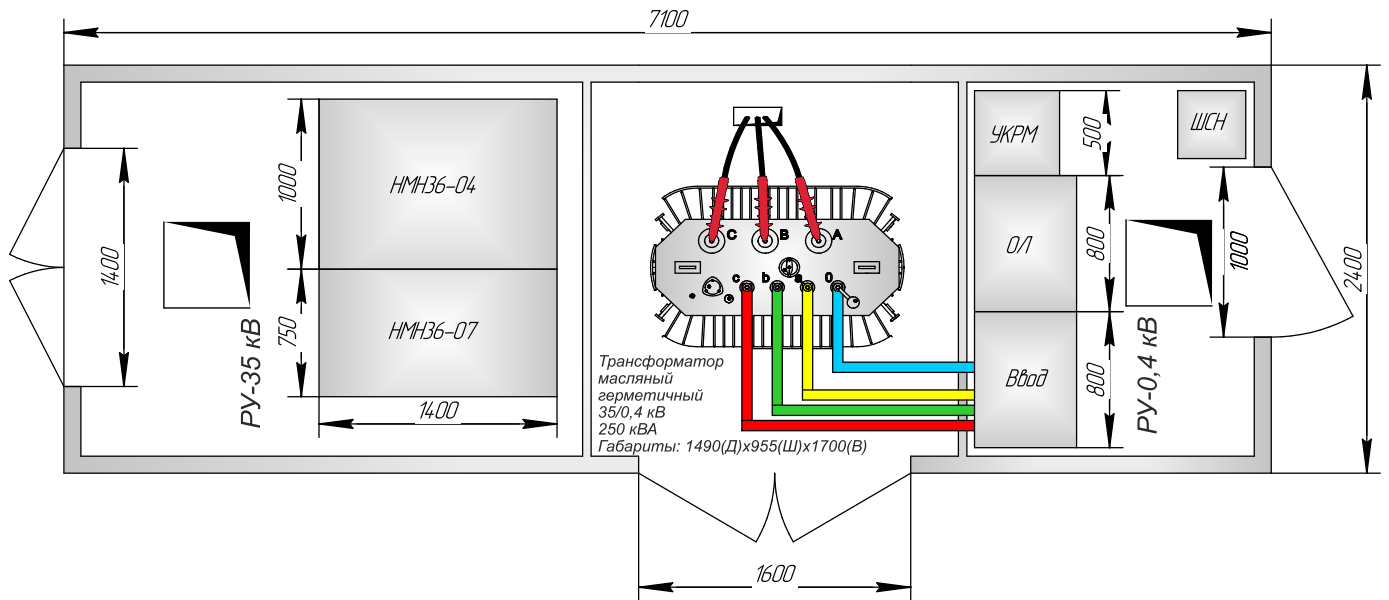 7100
НМН36-04
1000
1400
РУ-35 кВ
750
НМН36-07
1400
C B A
c b a 0
Трансформатор
масляный
герметичный
35/0,4 кВ
250 кВА
Габариты: 1490(Д)х955(Ш)х1700(В)
1600
УКРМ
500
ШСН
ОЛ
800
1000
2400
Ввод
800
РУ-0,4 кВ